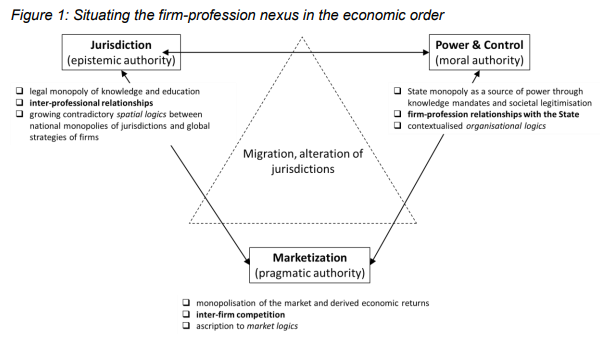 Figure 1: Situating the firm-profession nexus in the economic order
Jurisdiction
(epistemic authority)
Power & Control
(moral authority)
❑ legal monopoly of knowledge and education
❑ inter-professional relationships
❑ growing contradictory spatial logics between
national monopolies of jurisdictions and global
strategies of firms
❑ State monopoly as a source of power through
knowledge mandates and societal legitimisation
❑ firm-profession relationships with the State
❑ contextualised organisational logics
Migration, alteration of
jurisdictions
Marketization
(pragmatic authority)
❑ monopolisation of the market and derived economic returns
❑ inter-firm competition
❑ ascription to market logics